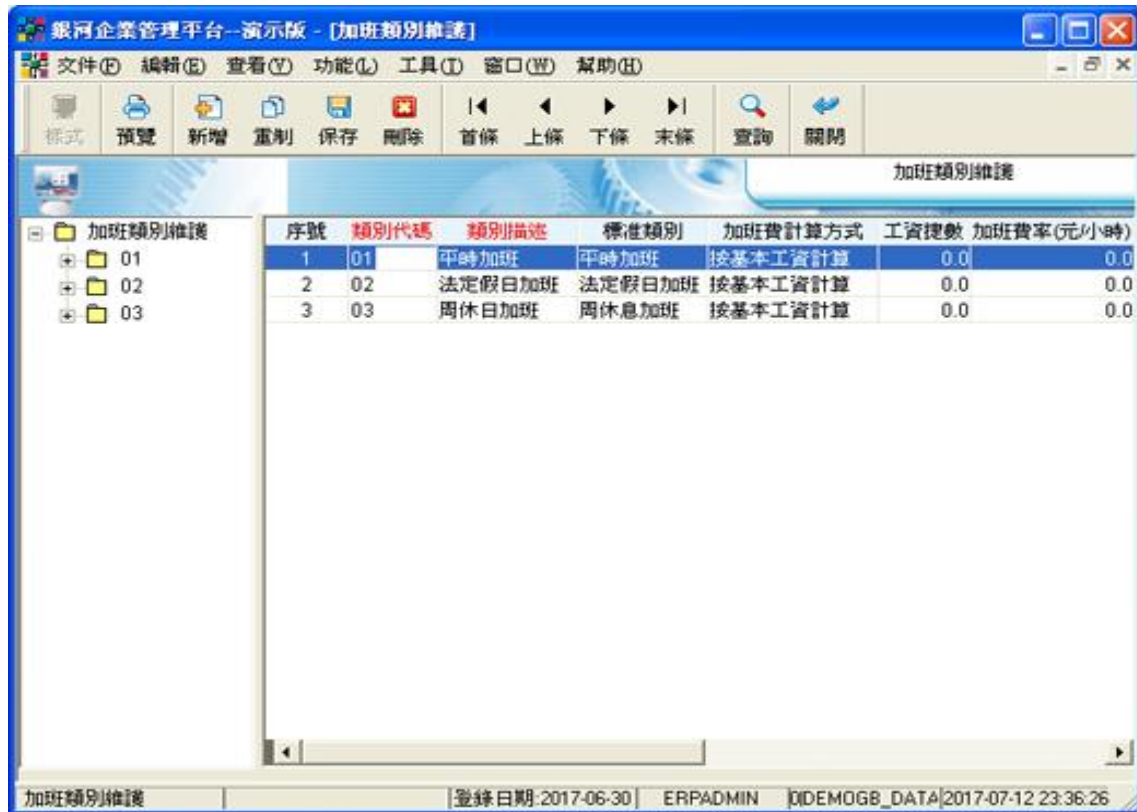 銀河企業管理平台--演示版 - [加班類別維護]
文件(F) 編輯(E) 查看(V) 功能(L) 工具(T) 窗口(W) 幫助(H)
樣式 預覽 新增 重制 保存 刪除 首條 上條 下條 末條 查詢 關閉
加班類別維護
加班類別維護
01
02
03
序號 類別代碼 類別描述 標准類別 加班費計算方式 工資捷數 加班費率(元/小時)
1 01 平時加班 平時加班 按基本工資計算 0.0 0.0
2 02 法定假日加班 法定假日加班 按基本工資計算 0.0 0.0
3 03 周休日加班 周休息加班 按基本工資計算 0.0 0.0
加班類別維護 登錄日期:2017-06-30 ERPADMIN 0|DEMOGB_DATA 2017-07-12 23:36:26